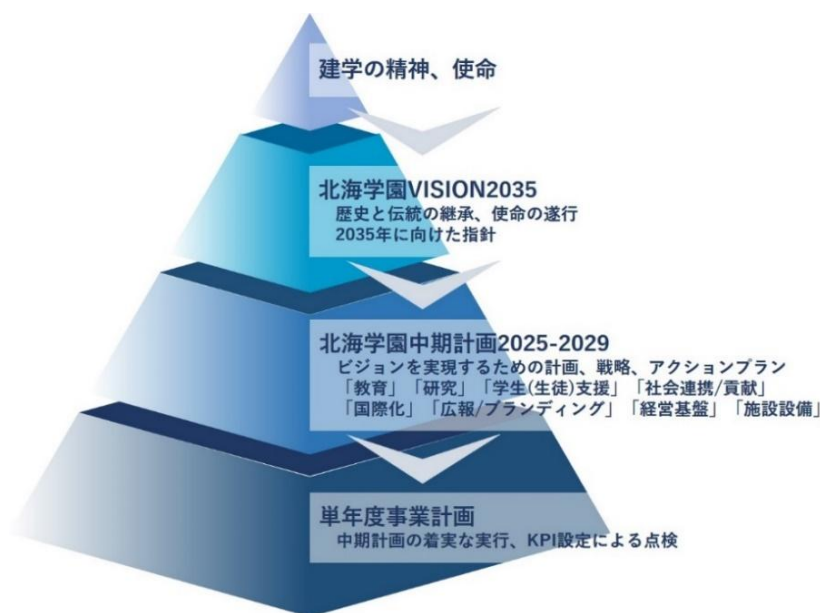 建学の精神、使命
北海学園VISION2035
歴史と伝統の継承、使命の遂行
2035年に向けた指針
北海学園中期計画2025-2029
ビジョンを実現するための計画、戦略、アクションプラン
「教育」「研究」「学生(生徒)支援」「社会連携/貢献」
「国際化」「広報/ブランディング」「経営基盤」「施設設備」
単年度事業計画
中期計画の着実な実行、KPI設定による点検